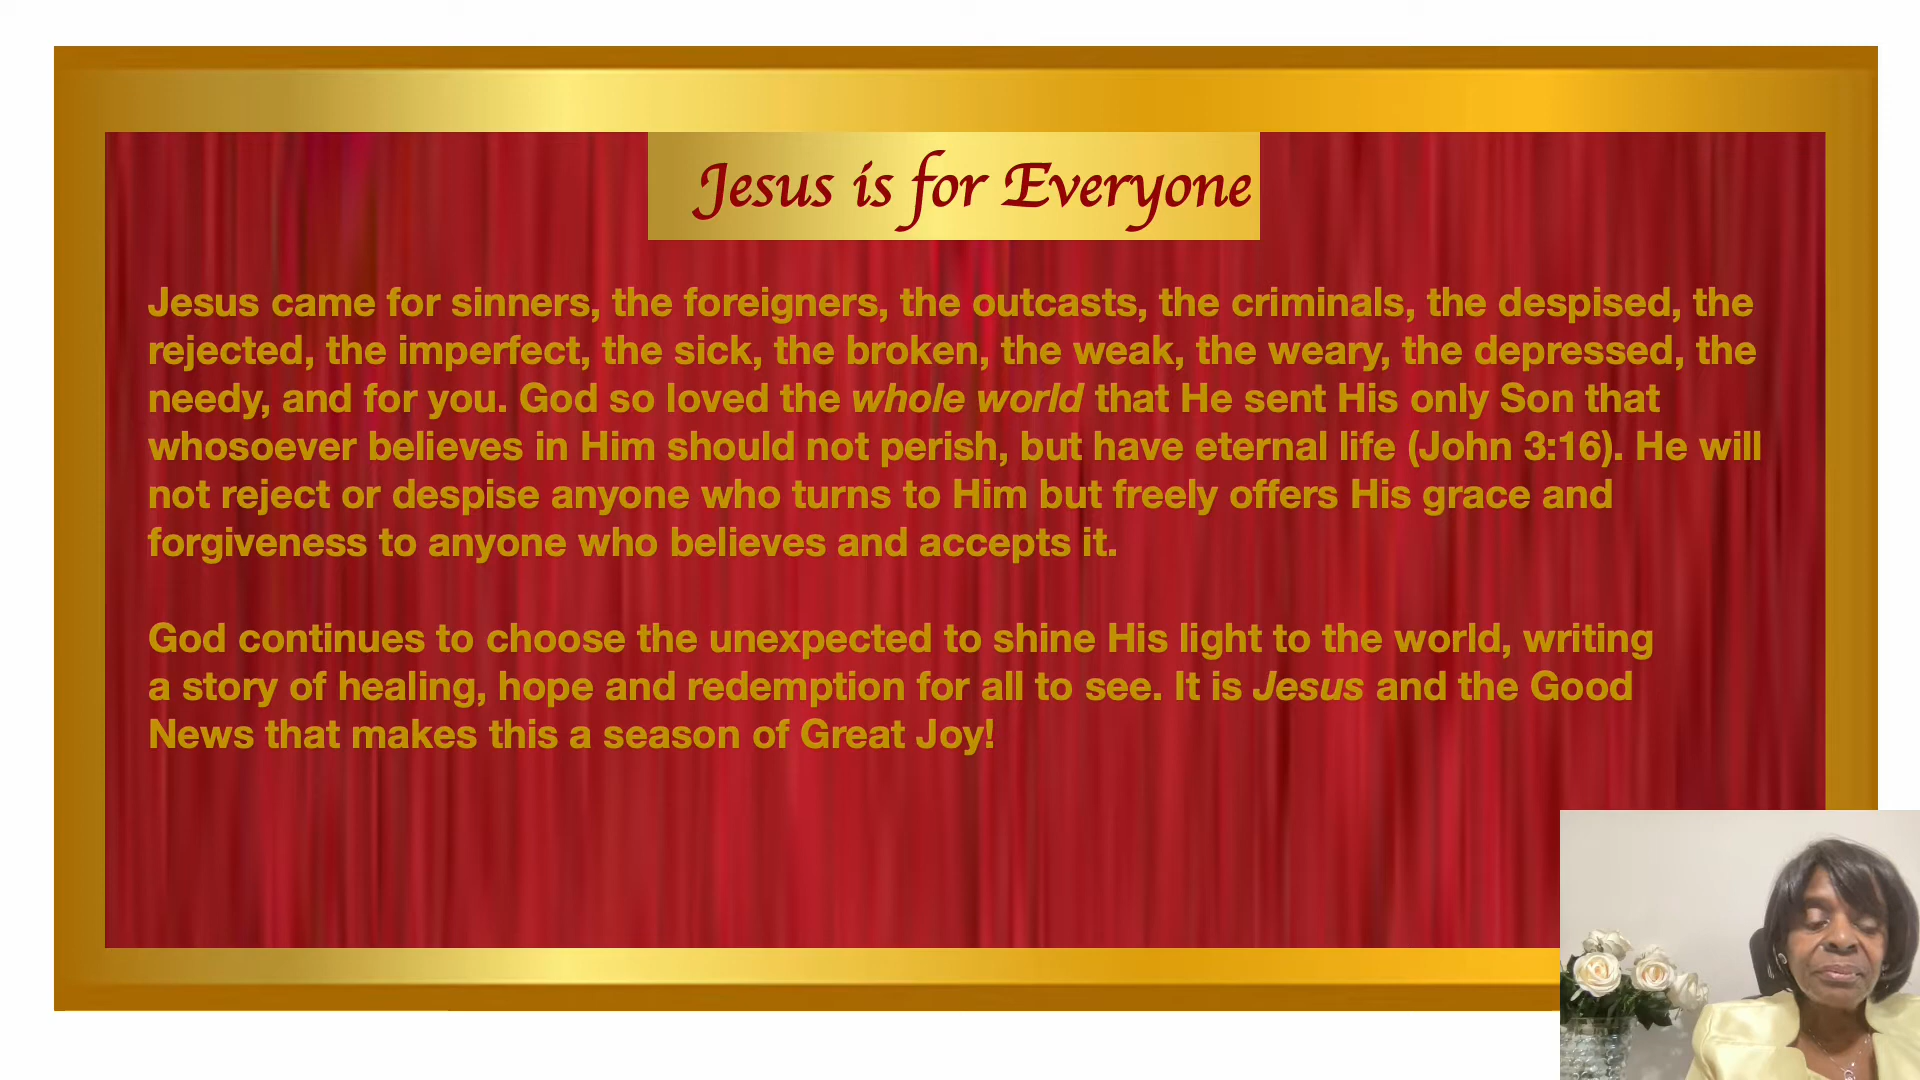 Jesus is for Everyone
Jesus came for sinners, the foreigners, the outcasts, the criminals, the despised, the
rejected, the imperfect, the sick, the broken, the weak, the weary, the depressed, the
needy, and for you. God so loved the whole world that He sent His only Son that
whosoever believes in Him should not perish, but have eternal life (John 3:16). He will
not reject or despise anyone who turns to Him but freely offers His grace and
forgiveness to anyone who believes and accepts it.
God continues to choose the unexpected to shine His light to the world, writing
a story of healing, hope and redemption for all to see. It is Jesus and the Good
News that makes this a season of Great Joy!